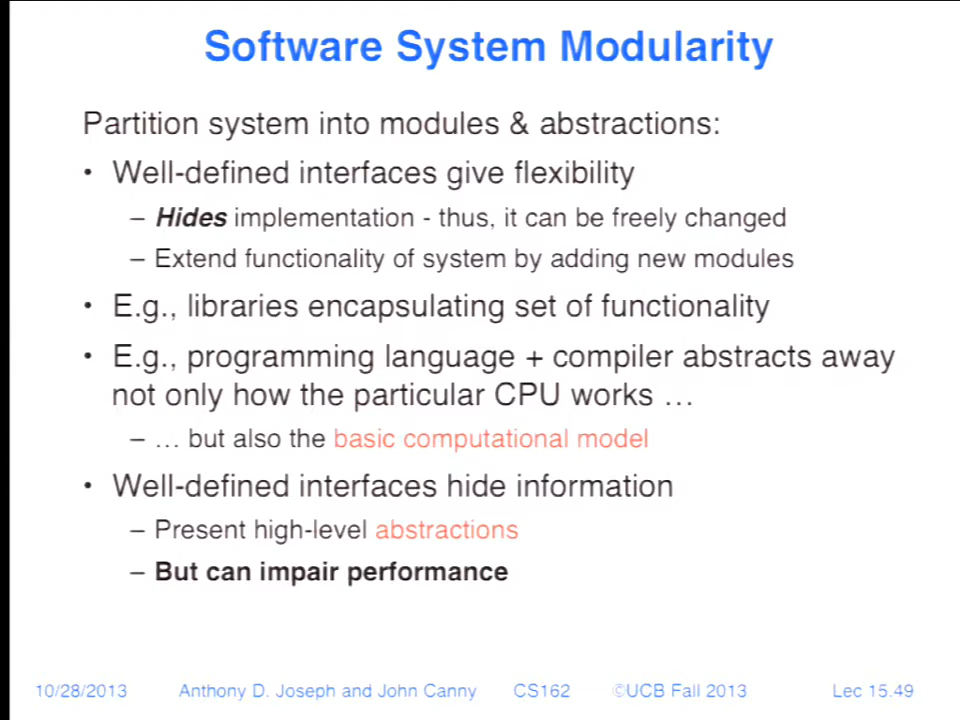 Software System Modularity
Partition system into modules & abstractions:
• Well-defined interfaces give flexibility
– Hides implementation - thus, it can be freely changed
– Extend functionality of system by adding new modules
• E.g., libraries encapsulating set of functionality
• E.g., programming language + compiler abstracts away
not only how the particular CPU works …
– … but also the basic computational model
• Well-defined interfaces hide information
– Present high-level abstractions
– But can impair performance
10/28/2013 Anthony D. Joseph and John Canny CS162 ©UCB Fall 2013 Lec 15.49